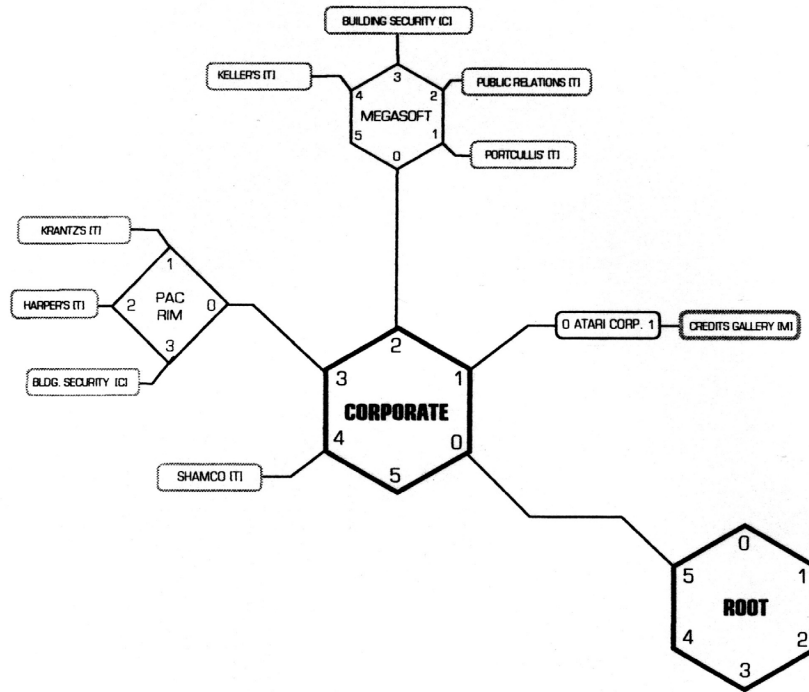 BUILDING SECURITY [C]
KELLER'S [T]
3
4
2
PUBLIC RELATIONS [T]
MEGASOFT
5
1
0
PORTCULLIS' [T]
KRANTZ'S [T]
1
HARPER'S [T]
2
PAC
RIM
0
3
BLDG. SECURITY [C]
0 ATARI CORP. 1
CREDITS GALLERY [M]
2
3
1
CORPORATE
4
0
5
SHAMCO [T]
0
5
1
ROOT
4
2
3